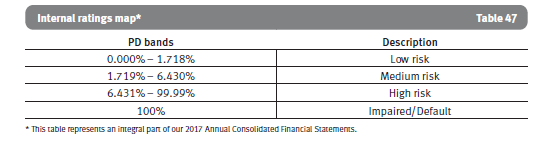 Internal ratings map* Table 47
PD bands Description
0.000% – 1.718% Low risk
1.719% – 6.430% Medium risk
6.431% – 99.99% High risk
100% Impaired/Default
* This table represents an integral part of our 2017 Annual Consolidated Financial Statements.